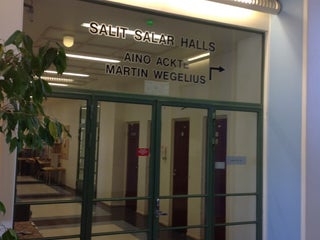 SALIT SALAR HALLS
AINO ACKTÉ
MARTIN WEGELIUS